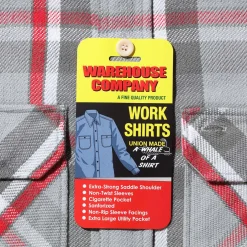 WAREHOUSE
COMPANY
A FINE QUALITY PRODUCT
WORK
SHIRTS
UNION MADE
A WHALE
OF A
SHIRT
• Extra-Strong Saddle Shoulder
• Non-Twist Sleeves
• Cigarette Pocket
• Sanforized
• Non-Rip Sleeve Facings
• Extra Large Utility Pocket